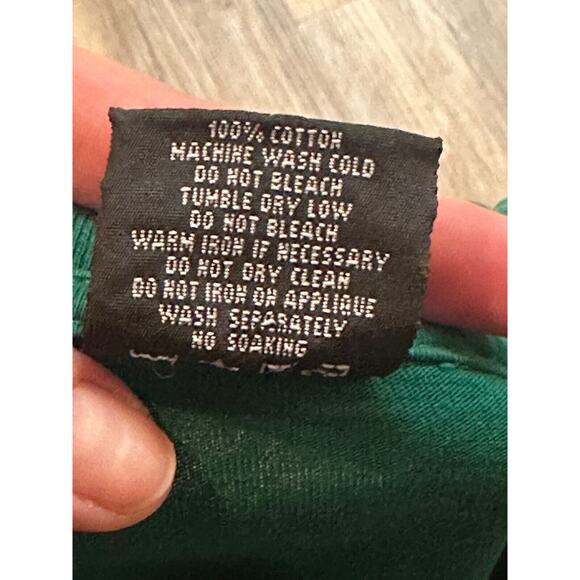 100% COTTON
MACHINE WASH COLD
DO NOT BLEACH
TUMBLE DRY LOW
DO NOT BLEACH
WARM IRON IF NECESSARY
DO NOT DRY CLEAN
DO NOT IRON ON APPLIQUE
WASH SEPARATELY
NO SOAKING